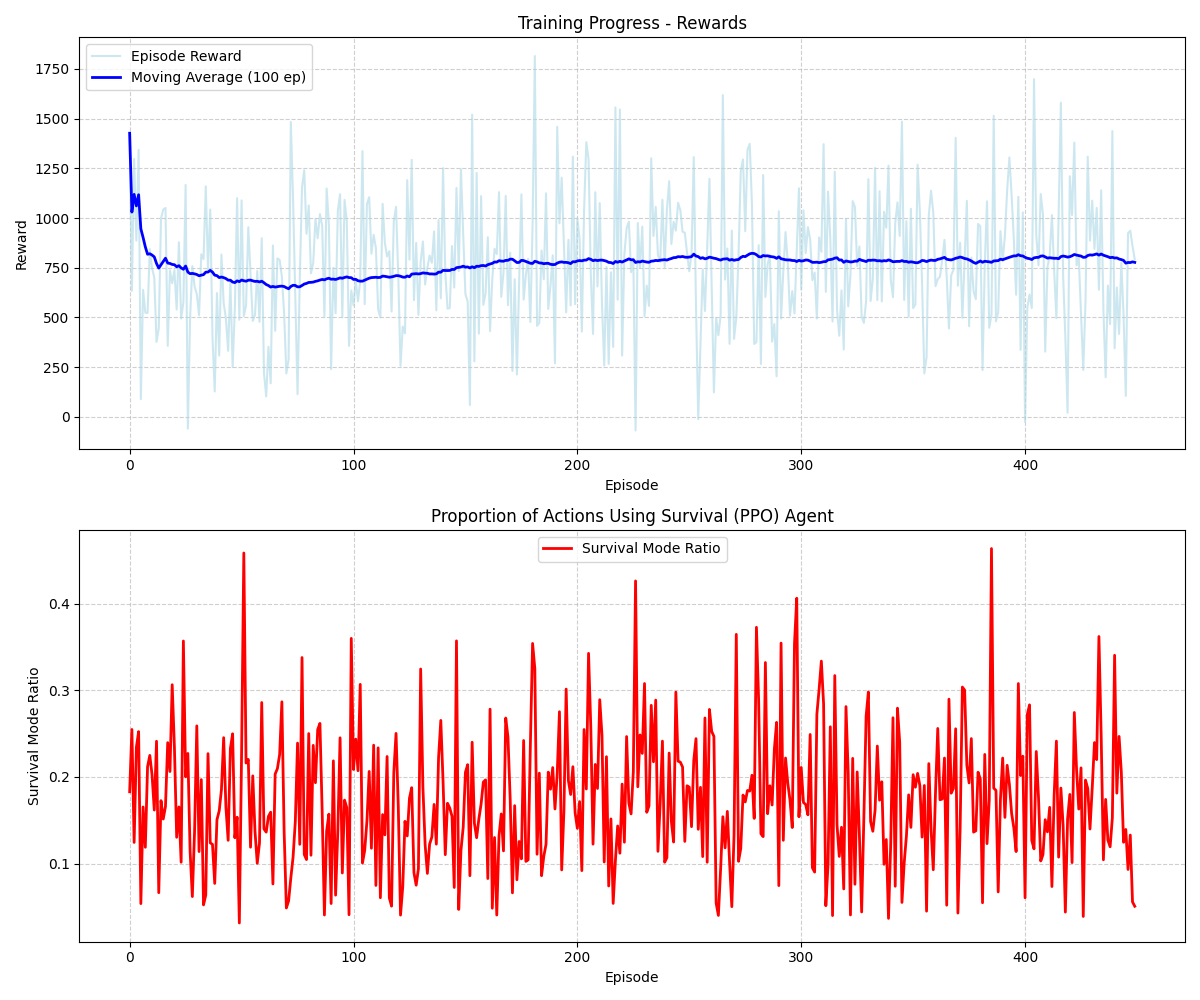 Training Progress - Rewards
Episode Reward
Moving Average (100 ep)
1750
1500
1250
1000
750
500
250
0
Reward
0 100 200 300 400
Episode
Proportion of Actions Using Survival (PPO) Agent
Survival Mode Ratio
0.4
0.3
0.2
0.1
Survival Mode Ratio
0 100 200 300 400
Episode